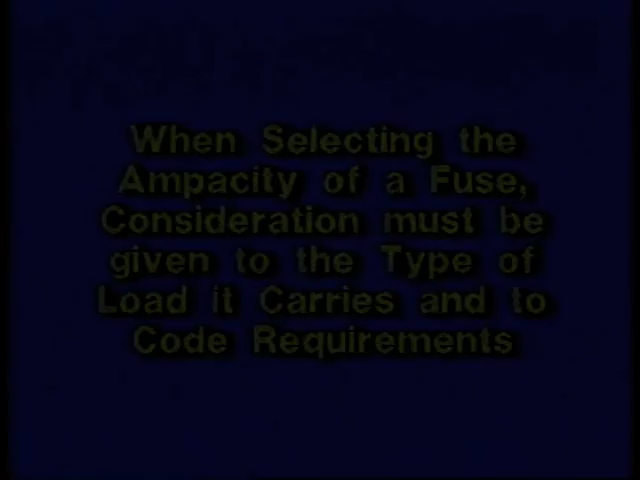 When Selecting the
Ampacity of a Fuse,
Consideration must be
given to the Type of
Load it Carries and to
Code Requirements